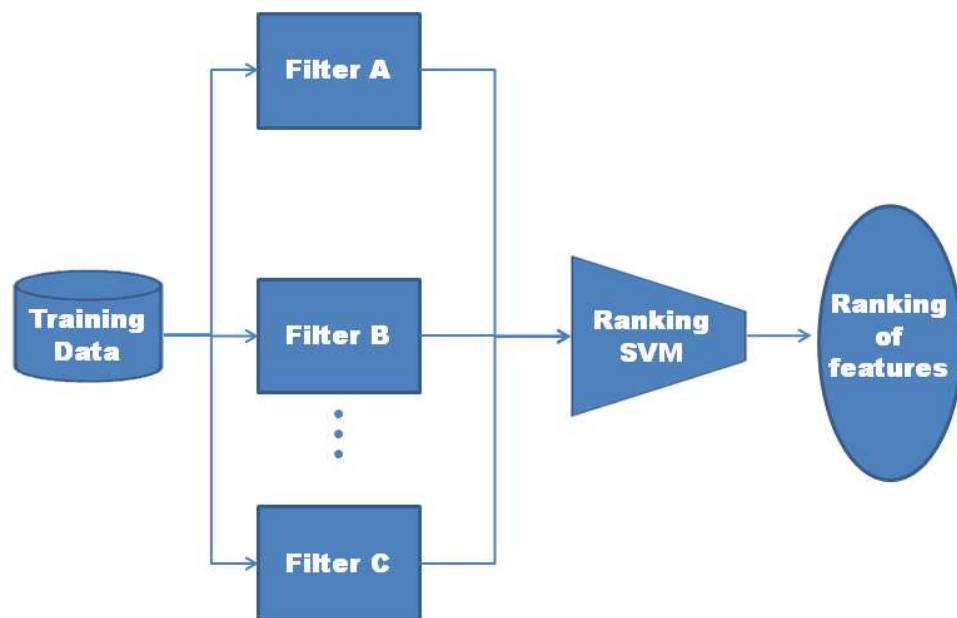 Filter A
Training
Data
Filter B
Filter C
Ranking
SVM
Ranking
of
features